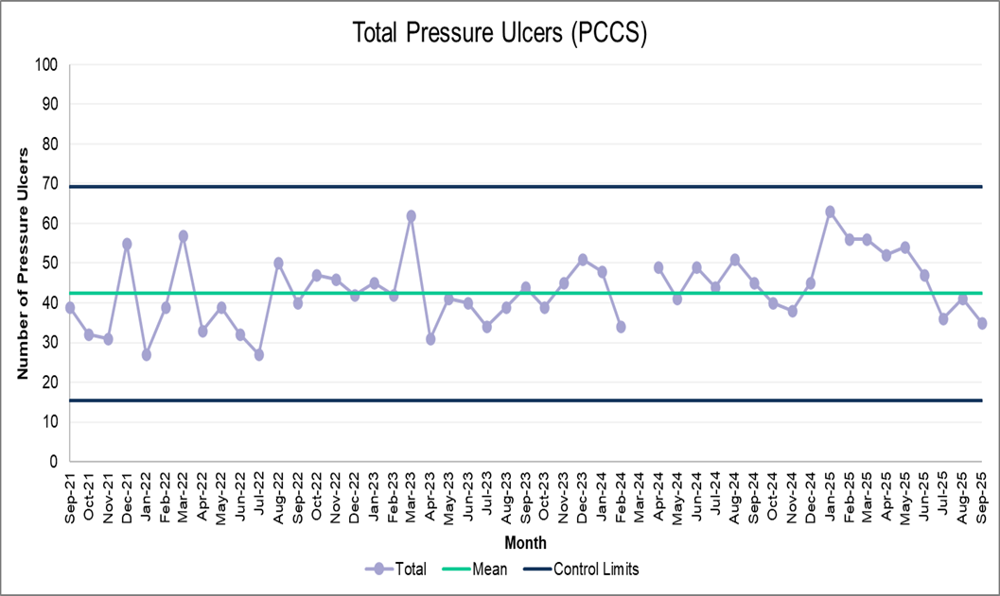 Total Pressure Ulcers (PCCS)
Number of Pressure Ulcers
100
90
80
70
60
50
40
30
20
10
0
Sep-21
Oct-21
Nov-21
Dec-21
Jan-22
Feb-22
Mar-22
Apr-22
May-22
Jun-22
Jul-22
Aug-22
Sep-22
Oct-22
Nov-22
Dec-22
Jan-23
Feb-23
Mar-23
Apr-23
May-23
Jun-23
Jul-23
Aug-23
Sep-23
Oct-23
Nov-23
Dec-23
Jan-24
Feb-24
Mar-24
Apr-24
May-24
Jun-24
Jul-24
Aug-24
Sep-24
Oct-24
Nov-24
Dec-24
Jan-25
Feb-25
Mar-25
Apr-25
May-25
Jun-25
Jul-25
Aug-25
Sep-25
Month
Total Mean Control Limits